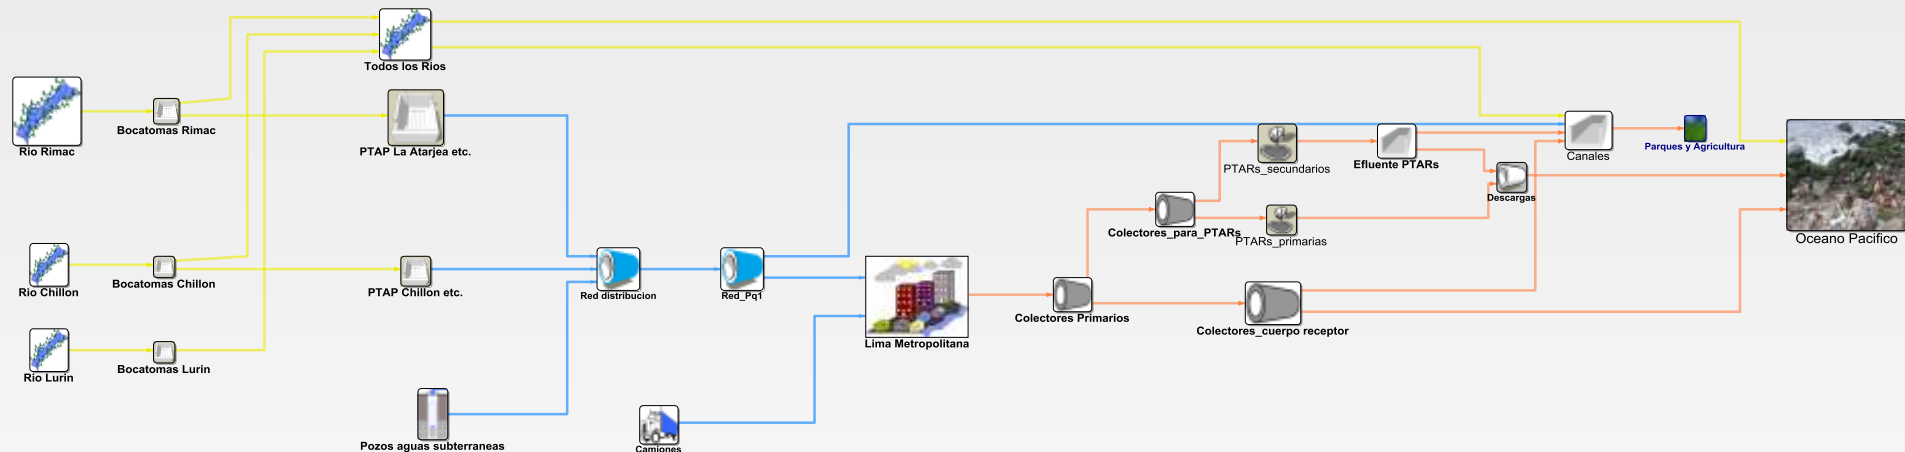 Todos los Rios
Rio Rimac
Bocatomas Rimac
PTAP La Atarjea etc.
PTARs_secundarios
Efluente PTARs
Canales
Parques y Agricultura
Descargas
Colectores_para_PTARs
PTARs_primarias
Oceano Pacifico
Rio Chillon
Bocatomas Chillon
PTAP Chillon etc.
Red distribucion
Red_Pq1
Colectores Primarios
Colectores_cuerpo receptor
Lima Metropolitana
Rio Lurin
Bocatomas Lurin
Pozos aguas subterraneas
Camiones